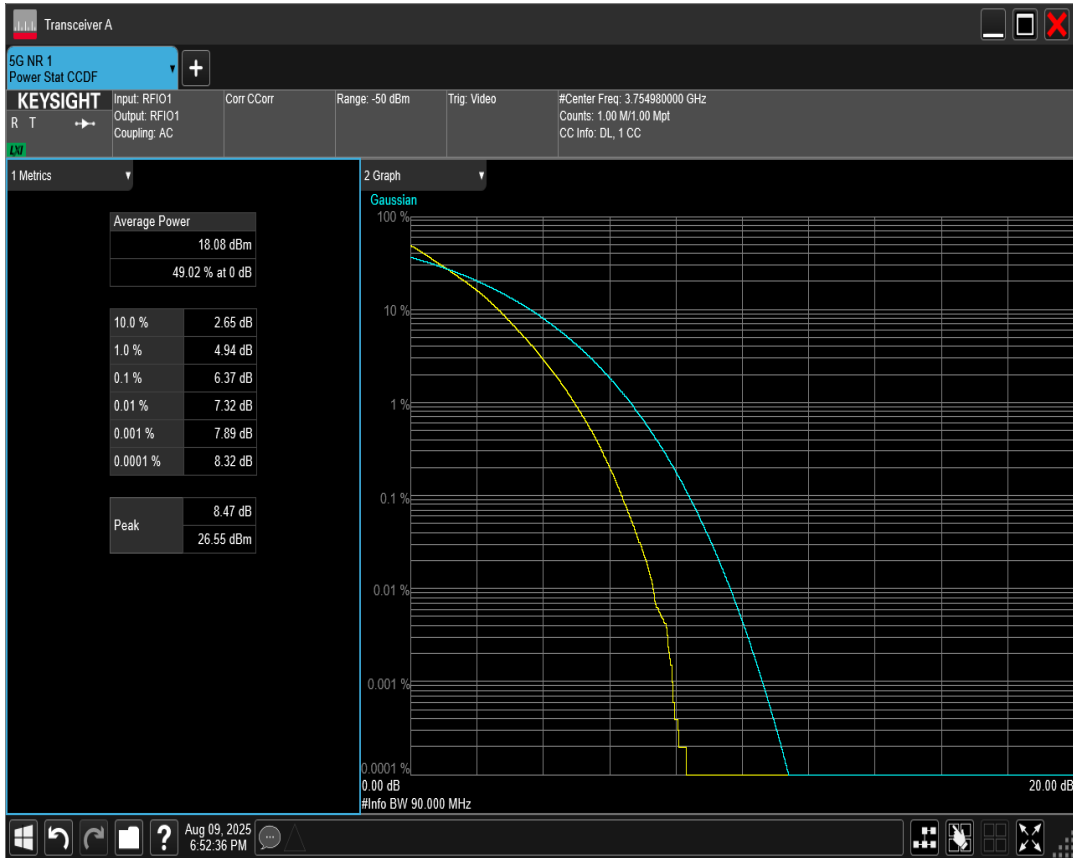 Transceiver A
5G NR 1
Power Stat CCDF
+
KEYSIGHT
R T
LXI
Input: RFIO1
Output: RFIO1
Coupling: AC
Corr CCorr
Range: -50 dBm
Trig: Video
#Center Freq: 3.754980000 GHz
Counts: 1.00 M/1.00 Mpt
CC Info: DL, 1 CC
1 Metrics
Average Power
18.08 dBm
49.02 % at 0 dB
10.0 % 2.65 dB
1.0 % 4.94 dB
0.1 % 6.37 dB
0.01 % 7.32 dB
0.001 % 7.89 dB
0.0001 % 8.32 dB
Peak
8.47 dB
26.55 dBm
2 Graph
Gaussian
100 %
10 %
1 %
0.1 %
0.01 %
0.001 %
0.0001 %
0.00 dB 20.00 dB
#Info BW 90.000 MHz
?
Aug 09, 2025
6:52:36 PM